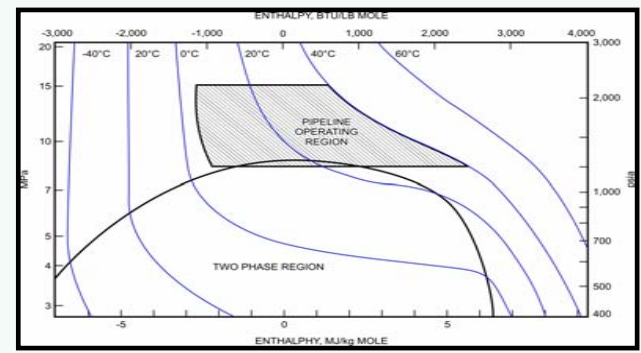 ENTHALPY, BTU/LB MOLE
-3,000 -2,000 -1,000 0 1,000 2,000 3,000 4,000
20 -40°C 20°C 0°C 20°C 40°C 60°C 3,000
15 2,000
PIPELINE
OPERATING
REGION
10
MPa psia
7 1,000
5 700
4 TWO PHASE REGION
500
3 400
-5 0 5
ENTHALPHY, MJ/kg MOLE